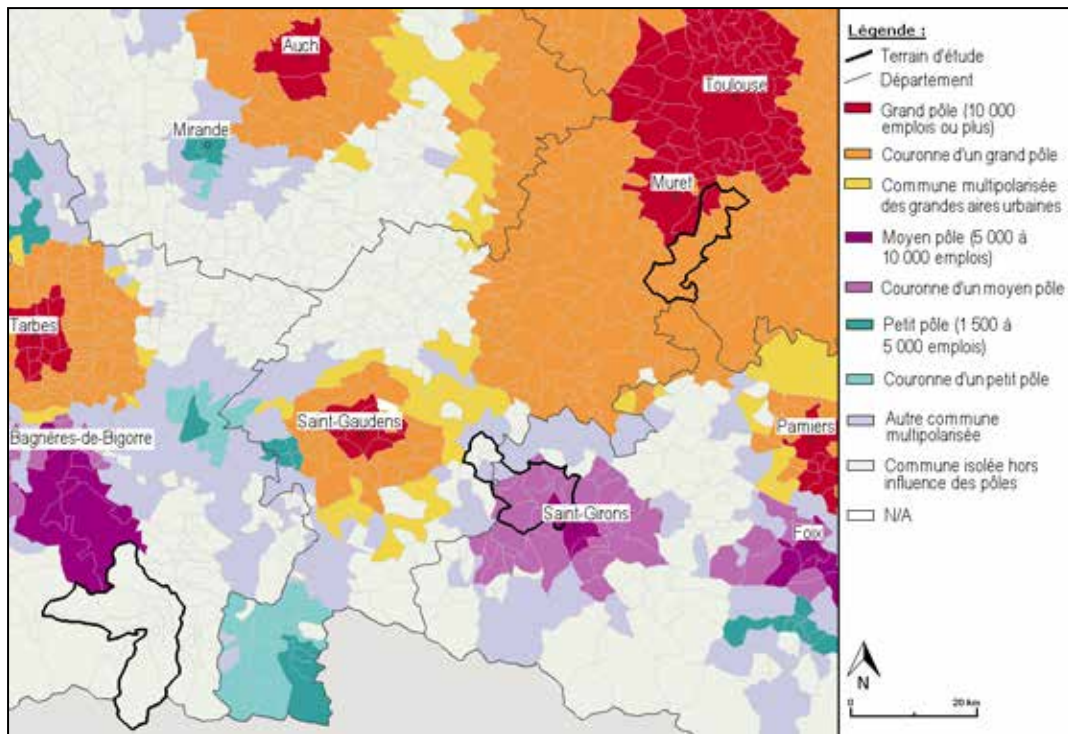 Auch
Toulouse
Mirande
Muret
Tarbes
Saint-Gaudens
Pamiers
Bagnères-de-Bigorre
Saint-Girons
Foix
Légende :
Terrain d'étude
Département
Grand pôle (10 000
emplois ou plus)
Couronne d'un grand pôle
Commune multipolarisée
des grandes aires urbaines
Moyen pôle (5 000 à
10 000 emplois)
Couronne d'un moyen pôle
Petit pôle (1 500 à
5 000 emplois)
Couronne d'un petit pôle
Autre commune
multipolarisée
Commune isolée hors
influence des pôles
N/A
N
0 20 km